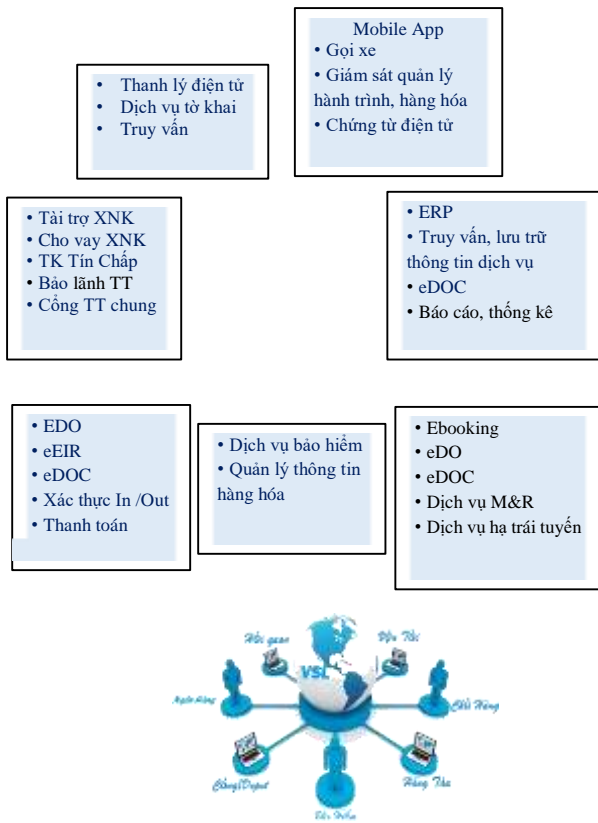 Mobile App
• Gọi xe
• Giám sát quản lý
hành trình, hàng hóa
• Chứng từ điện tử
• Thanh lý điện tử
• Dịch vụ tờ khai
• Truy vấn
• Tài trợ XNK
• Cho vay XNK
• TK Tín Chấp
• Bảo lãnh TT
• Cổng TT chung
• ERP
• Truy vấn, lưu trữ
thông tin dịch vụ
• eDOC
• Báo cáo, thống kê
• EDO
• eEIR
• eDOC
• Xác thực In /Out
• Thanh toán
• Dịch vụ bảo hiểm
• Quản lý thông tin
hàng hóa
• Ebooking
• eDO
• eDOC
• Dịch vụ M&R
• Dịch vụ hạ trái tuyến
Hải quan
Vận Tải
VSL
Ngân hàng
Chủ Hàng
Cảng/Depot
Hàng Tàu
Bảo Hiểm